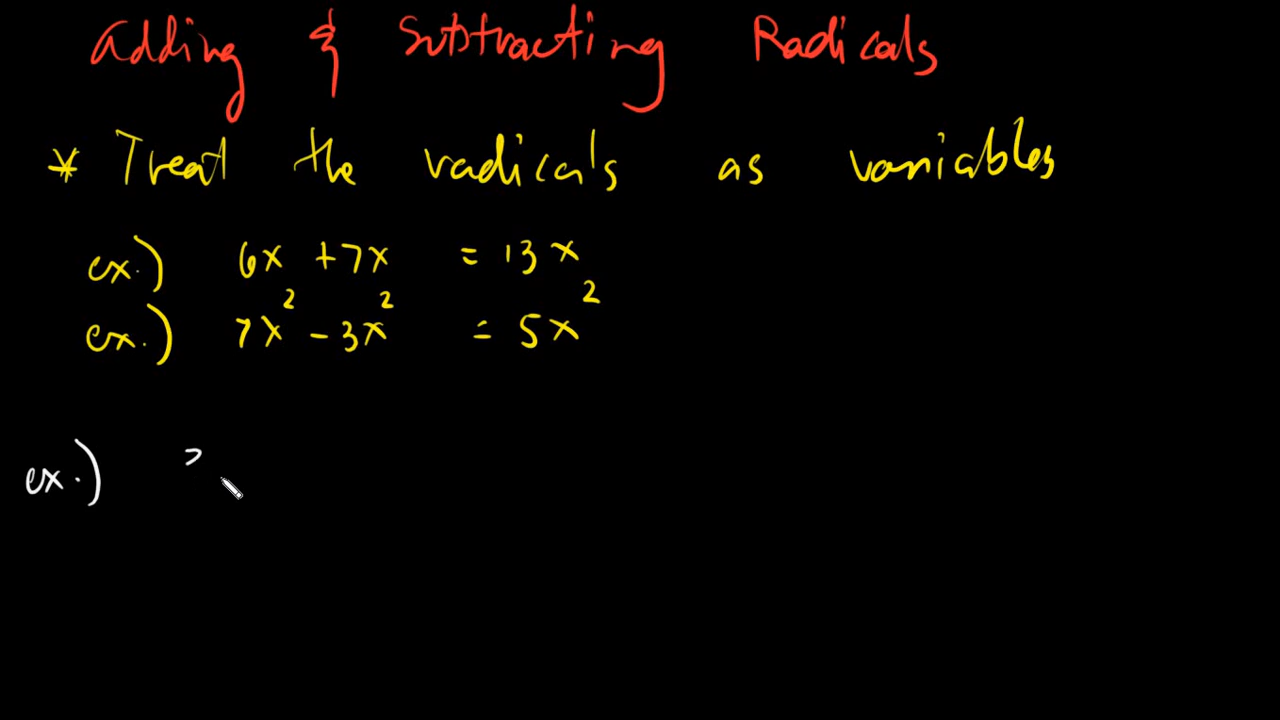 Adding & Subtracting Radicals
* Treat the radicals as variables
ex.) 6x + 7x = 13x
ex.) 7x² - 3x² = 5x²
ex.)